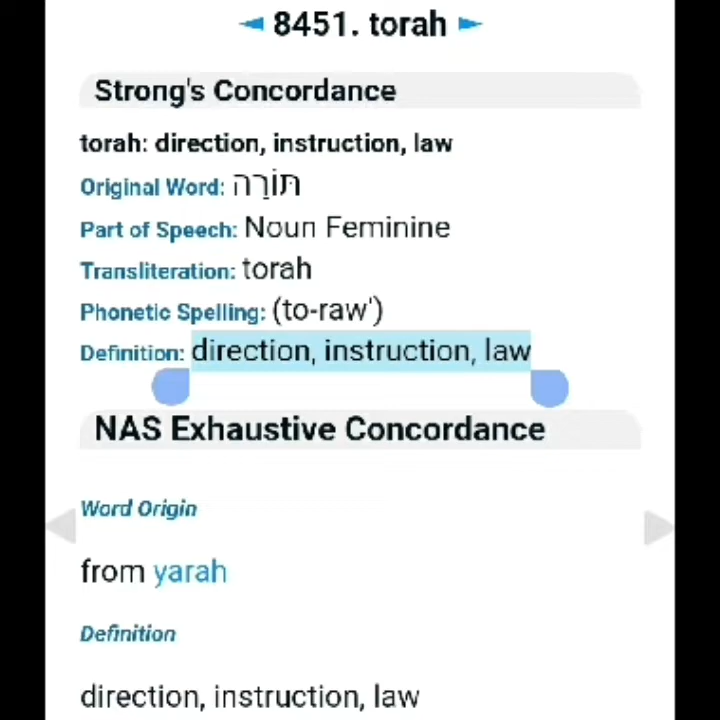 8451. torah
Strong's Concordance
torah: direction, instruction, law
Original Word: תּוֹרָה
Part of Speech: Noun Feminine
Transliteration: torah
Phonetic Spelling: (to-raw')
Definition: direction, instruction, law
NAS Exhaustive Concordance
Word Origin
from yarah
Definition
direction, instruction, law